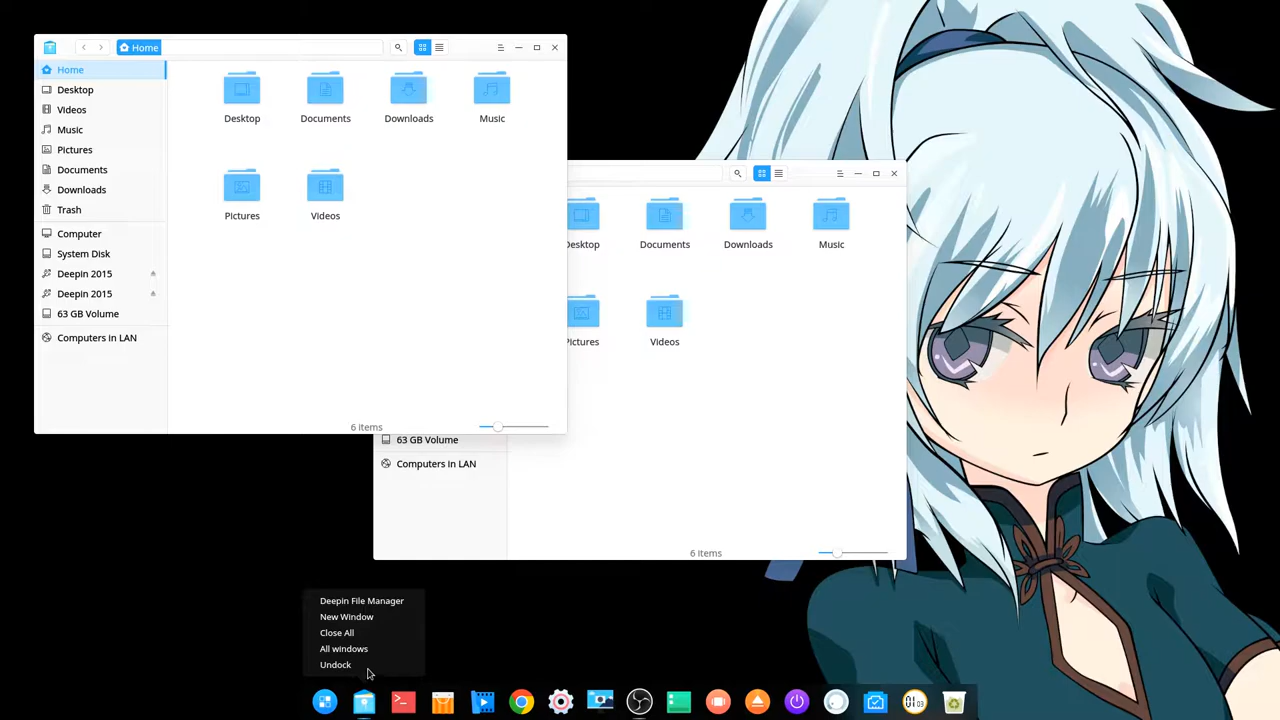 Home
Home
Desktop
Videos
Music
Pictures
Documents
Downloads
Trash
Computer
System Disk
Deepin 2015
Deepin 2015
63 GB Volume
Computers in LAN
Desktop
Documents
Downloads
Music
Pictures
Videos
6 items
Desktop
Documents
Downloads
Music
Pictures
Videos
63 GB Volume
Computers in LAN
6 items
Deepin File Manager
New Window
Close All
All windows
Undock
01
03